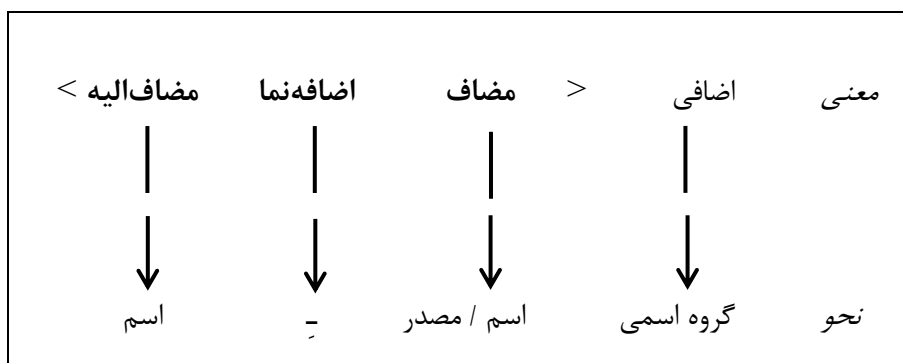 معنی اضافی < مضاف اضافه‌نما مضاف‌الیه >
نحو گروه اسمی اسم / مصدر ـِ اسم